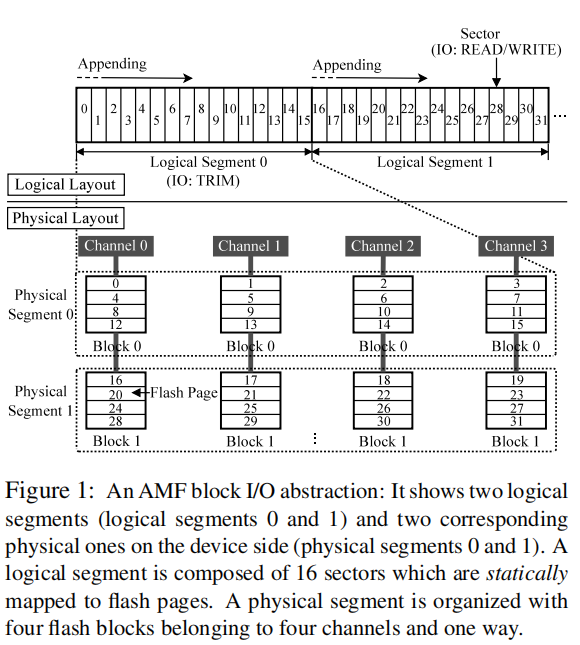 Sector
(IO: READ/WRITE)
Appending
Appending
0 1 2 3 4 5 6 7 8 9 10 11 12 13 14 15 16 17 18 19 20 21 22 23 24 25 26 27 28 29 30 31 ...
Logical Segment 0
(IO: TRIM)
Logical Segment 1
Logical Layout
Physical Layout
Channel 0 Channel 1 Channel 2 Channel 3
Physical
Segment 0
0 1 2 3
4 5 6 7
8 9 10 11
12 13 14 15
Block 0 Block 0 Block 0 Block 0
Physical
Segment 1
16 17 18 19
20 Flash Page 21 22 23
24 25 26 27
28 29 30 31
Block 1 Block 1 ⋮ Block 1 Block 1
Figure 1: An AMF block I/O abstraction: It shows two logical
segments (logical segments 0 and 1) and two corresponding
physical ones on the device side (physical segments 0 and 1). A
logical segment is composed of 16 sectors which are statically
mapped to flash pages. A physical segment is organized with
four flash blocks belonging to four channels and one way.